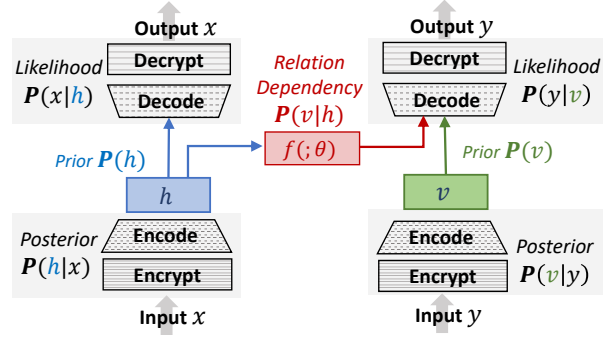 Output x
Output y
Decrypt
Decrypt
Likelihood
P(x|h)
Decode
Relation
Dependency
P(v|h)
Decode
Likelihood
P(y|v)
Prior P(h)
f(; θ)
Prior P(v)
h
v
Posterior
P(h|x)
Encode
Encrypt
Encode
Encrypt
Posterior
P(v|y)
Input x
Input y